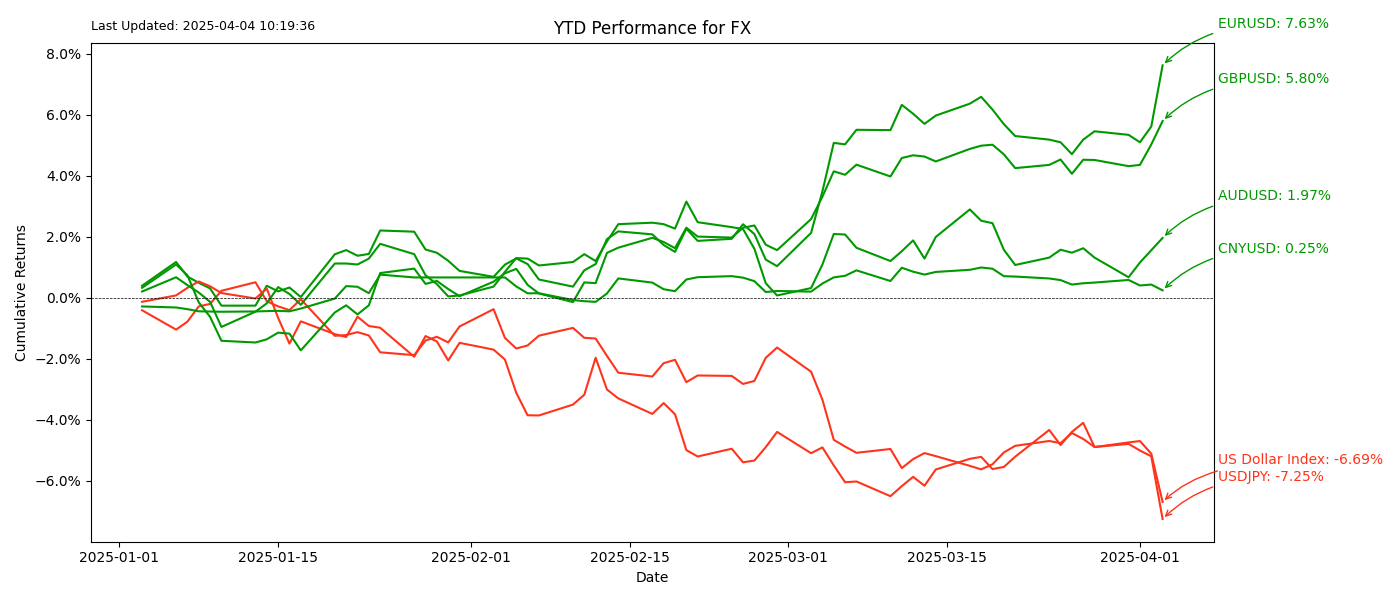 Last Updated: 2025-04-04 10:19:36
YTD Performance for FX
EURUSD: 7.63%
GBPUSD: 5.80%
AUDUSD: 1.97%
CNYUSD: 0.25%
US Dollar Index: -6.69%
USDJPY: -7.25%
Cumulative Returns
8.0%
6.0%
4.0%
2.0%
0.0%
−2.0%
−4.0%
−6.0%
2025-01-01
2025-01-15
2025-02-01
2025-02-15
2025-03-01
2025-03-15
2025-04-01
Date